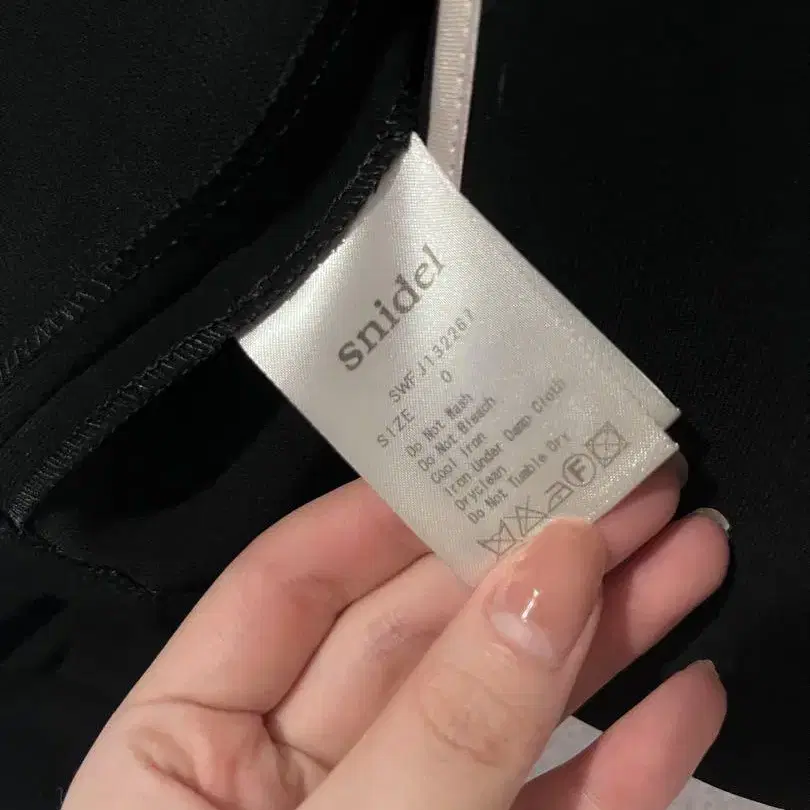 snidel
SWFJ132267
SIZE 0
Do Not Wash
Do Not Bleach
Cool Iron
Iron Under Damp Cloth
Dryclean
Do Not Tumble Dry
F